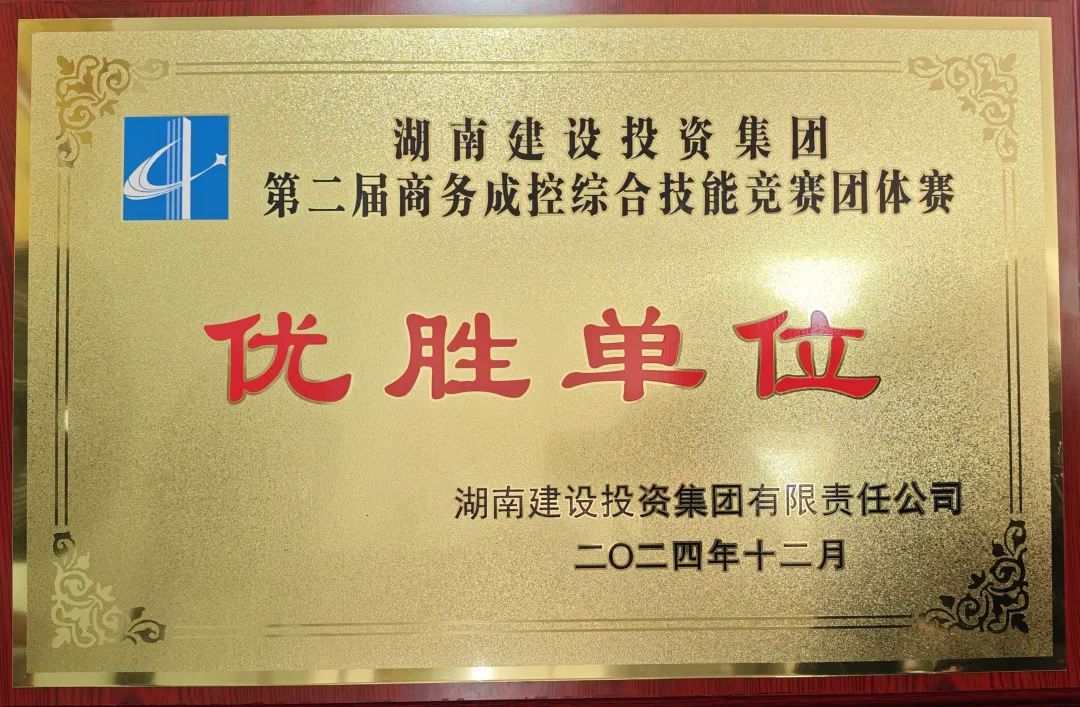 湖南建设投资集团
第二届商务成控综合技能竞赛团体赛
优胜单位
湖南建设投资集团有限责任公司
二〇二四年十二月